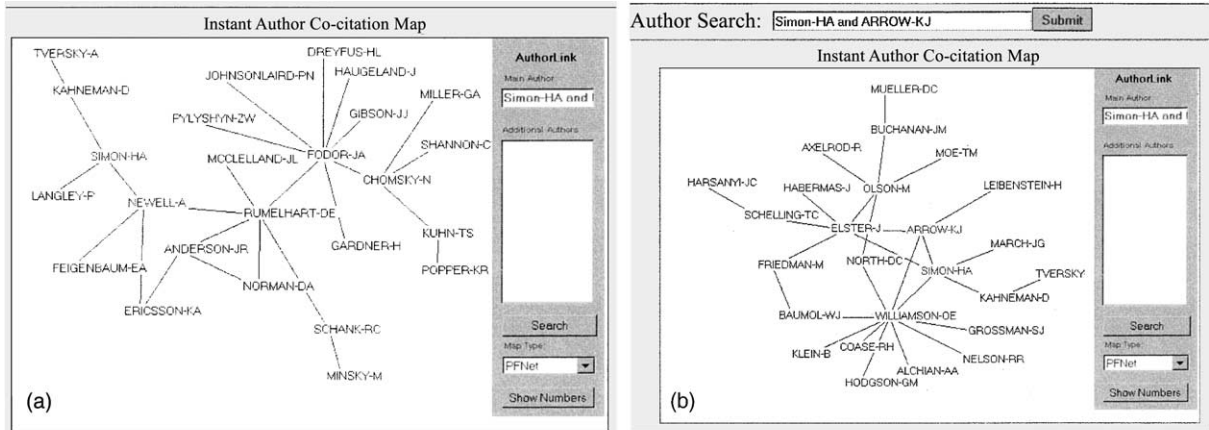 Instant Author Co-citation Map
TVERSKY-A
DREYFUS-HL
KAHNEMAN-D
JOHNSONLAIRD-PN
HAUGELAND-J
MILLER-GA
PYLYSHYN-ZW
GIBSON-JJ
SIMON-HA
MCCLELLAND-JL
FODOR-JA
SHANNON-C
LANGLEY-P
CHOMSKY-N
NEWELL-A
RUMELHART-DE
ANDERSON-JR
GARDNER-H
KUHN-TS
FEIGENBAUM-EA
NORMAN-DA
POPPER-KR
ERICSSON-KA
SCHANK-RC
MINSKY-M
AuthorLink
Main Author:
Simon-HA and
Additional Authors
Search
Map Type:
PFNet
Show Numbers
(a)
Author Search: Simon-HA and ARROW-KJ Submit
Instant Author Co-citation Map
MUELLER-DC
BUCHANAN-JM
AXELROD-R
MOE-TM
HARSANYI-JC
HABERMAS-J
OLSON-M
LEIBENSTEIN-H
SCHELLING-TC
ELSTER-J
ARROW-KJ
MARCH-JG
FRIEDMAN-M
NORTH-DC
SIMON-HA
TVERSKY
KAHNEMAN-D
BAUMOL-WJ
WILLIAMSON-OE
GROSSMAN-SJ
KLEIN-B
COASE-RH
NELSON-RR
ALCHIAN-AA
HODGSON-GM
AuthorLink
Main Author:
Simon-HA and
Additional Authors
Search
Map Type:
PFNet
Show Numbers
(b)